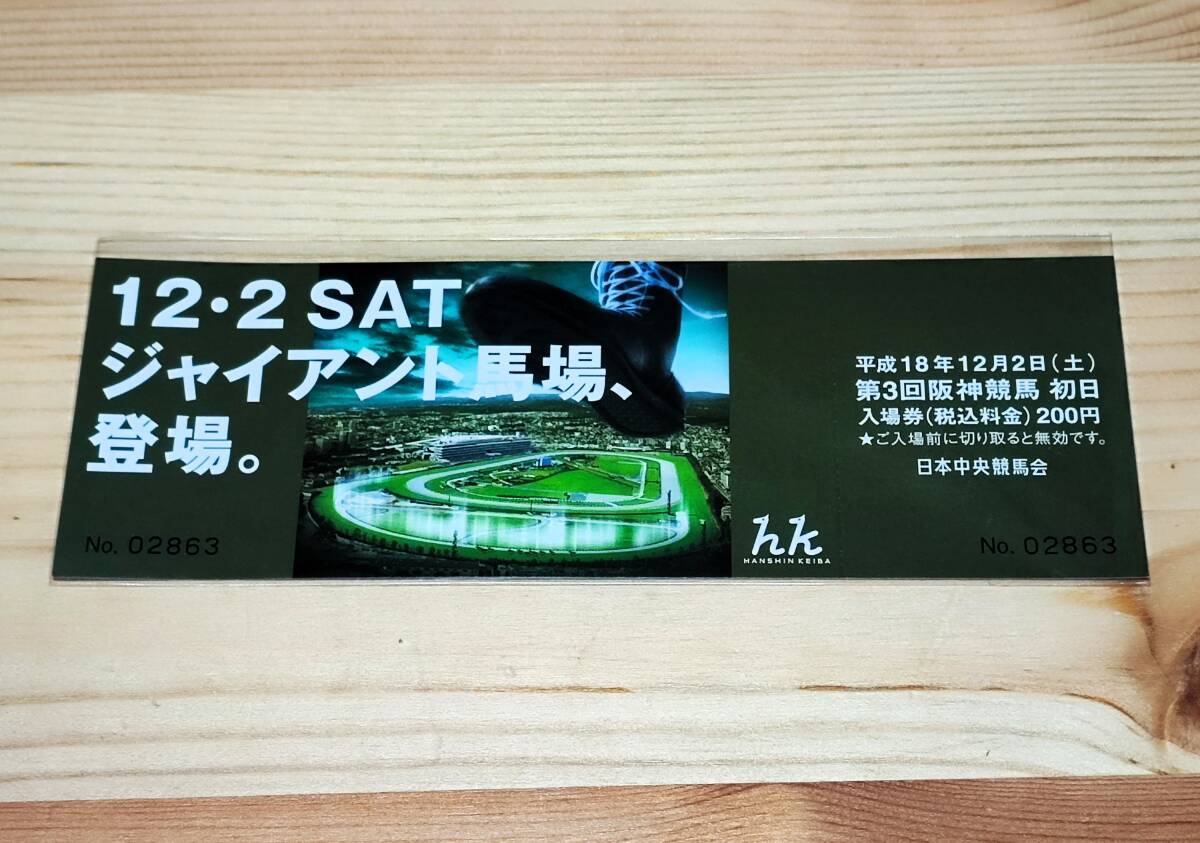 12・2 SAT
ジャイアント馬場、
登場。
No. 02863
hk
HANSHIN KEIBA
平成18年12月2日(土)
第3回阪神競馬 初日
入場券(税込料金)200円
★ご入場前に切り取ると無効です。
日本中央競馬会
No. 02863